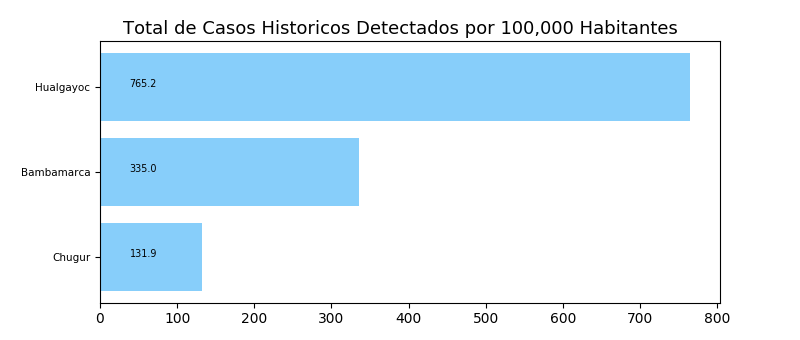 Total de Casos Historicos Detectados por 100,000 Habitantes
Hualgayoc 765.2
Bambamarca 335.0
Chugur 131.9
0 100 200 300 400 500 600 700 800